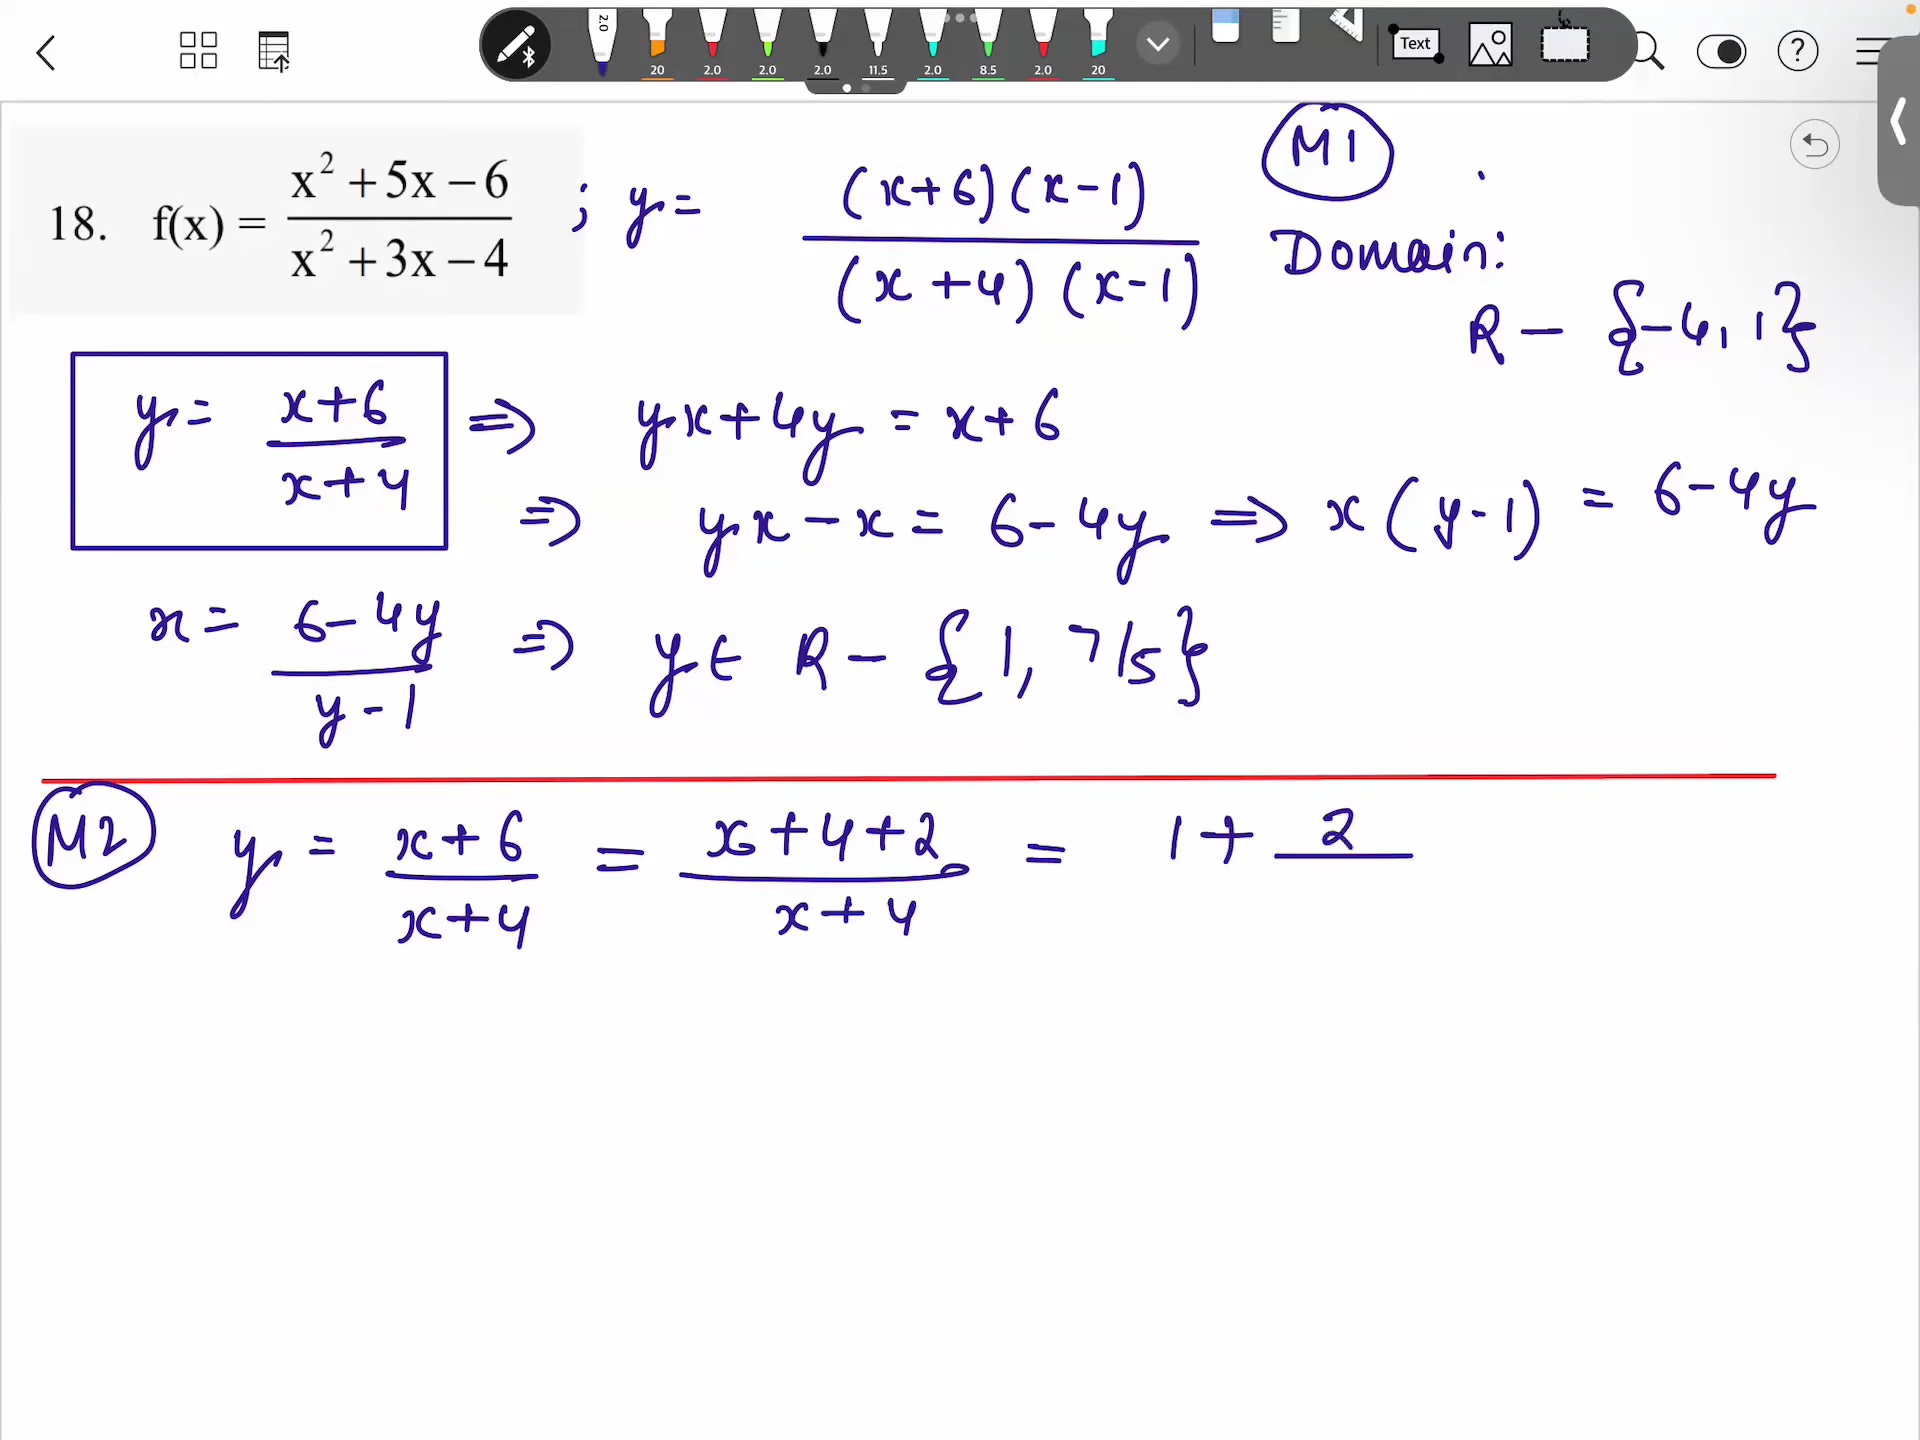 2.0 20 2.0 2.0 2.0 11.5 2.0 8.5 2.0 20 Text ?
M1
18. f(x) = (x² + 5x − 6)/(x² + 3x − 4) ; y = ((x+6)(x-1))/((x+4)(x-1))
Domain:
R − {−4, 1}
y = (x+6)/(x+4) ⇒ yx + 4y = x + 6
⇒ yx − x = 6 − 4y ⇒ x(y-1) = 6 − 4y
x = (6 − 4y)/(y − 1) ⇒ y ∈ R − {1, 7/5}
M2 y = (x+6)/(x+4) = (x+4+2)/(x+4) = 1 + 2